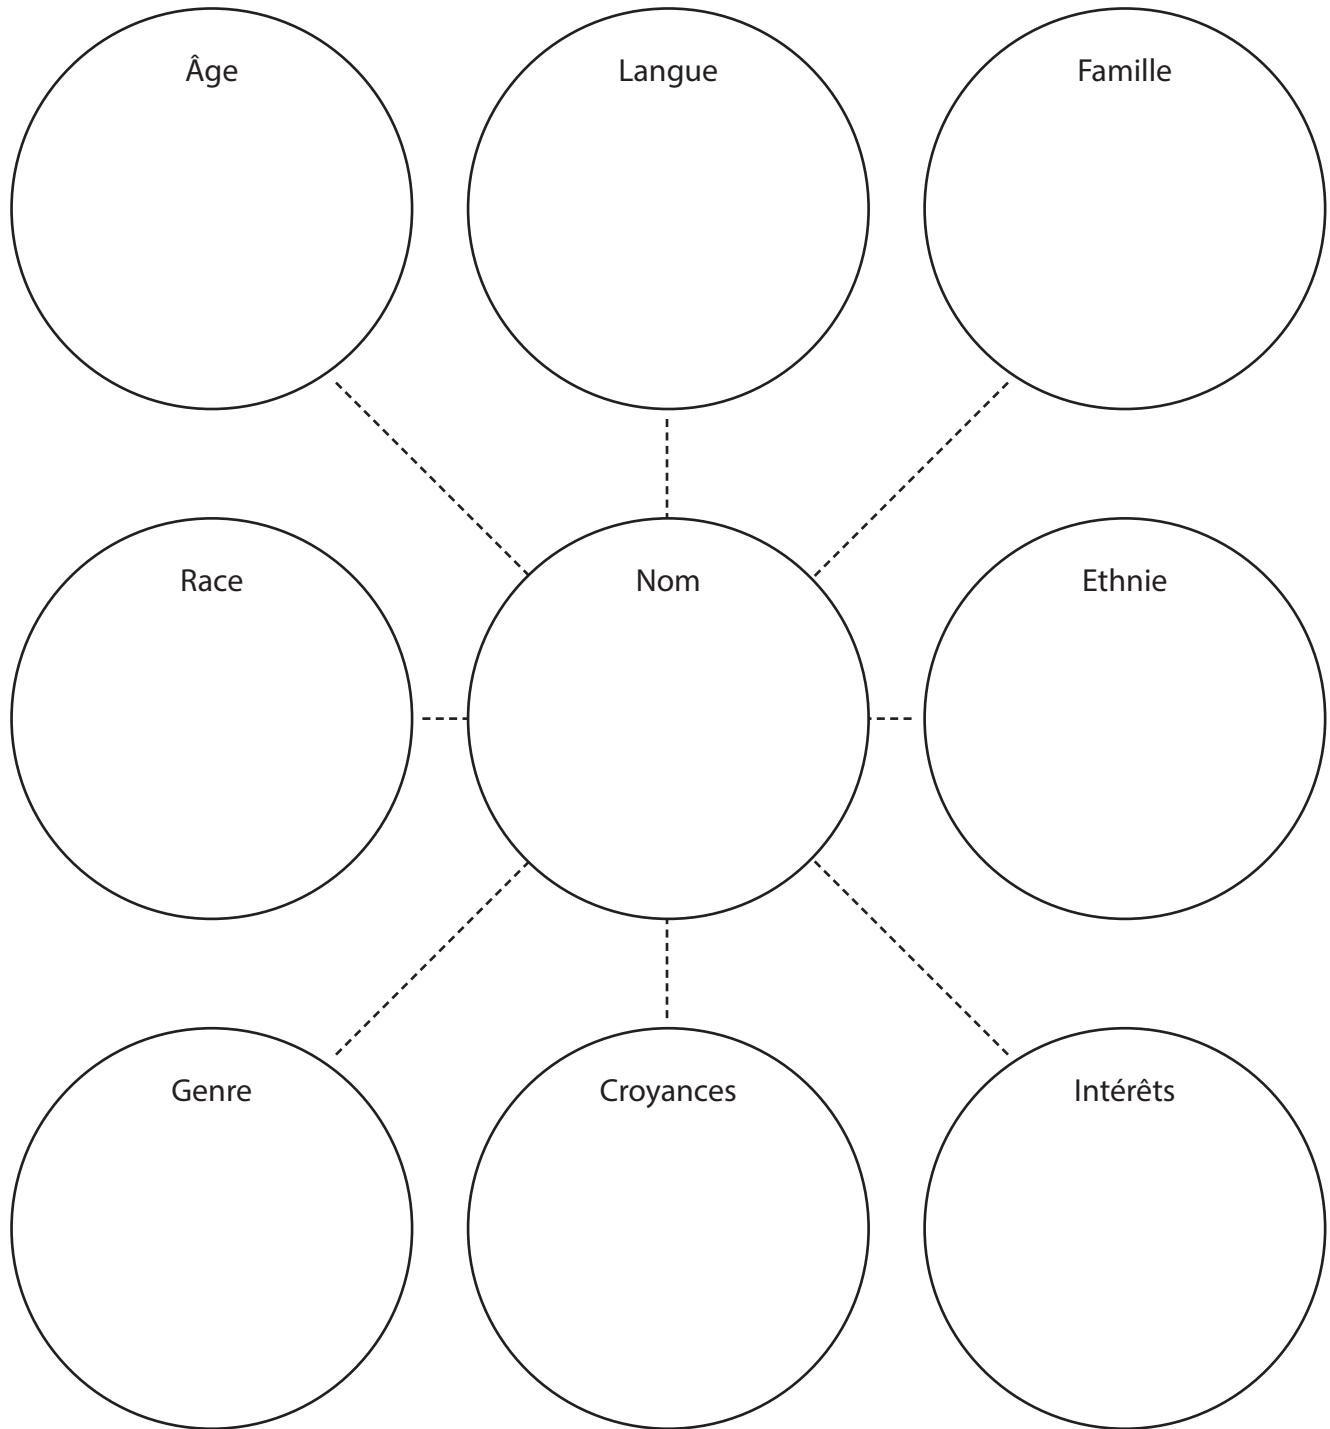 Âge
Langue
Famille
Race
Nom
Ethnie
Genre
Croyances
Intérêts